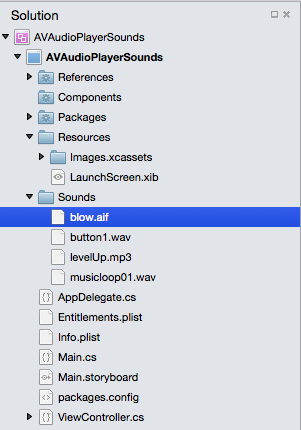 Solution
AVAudioPlayerSounds
AVAudioPlayerSounds
References
Components
Packages
Resources
Images.xcassets
LaunchScreen.xib
Sounds
blow.aif
button1.wav
levelUp.mp3
musicloop01.wav
AppDelegate.cs
Entitlements.plist
Info.plist
Main.cs
Main.storyboard
packages.config
ViewController.cs